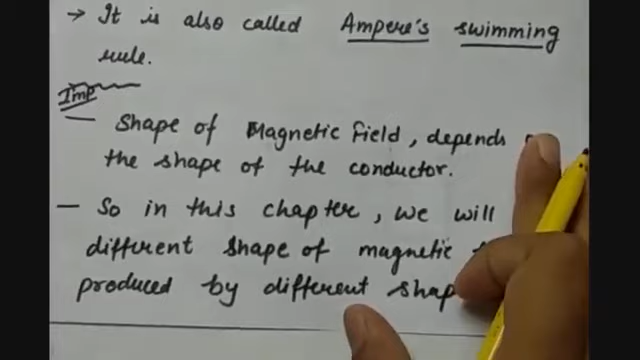 → It is also called Ampere's swimming
rule.
Imp
— Shape of Magnetic Field, depends
the shape of the conductor.
— So in this chapter, we will
different shape of magnetic
produced by different shap